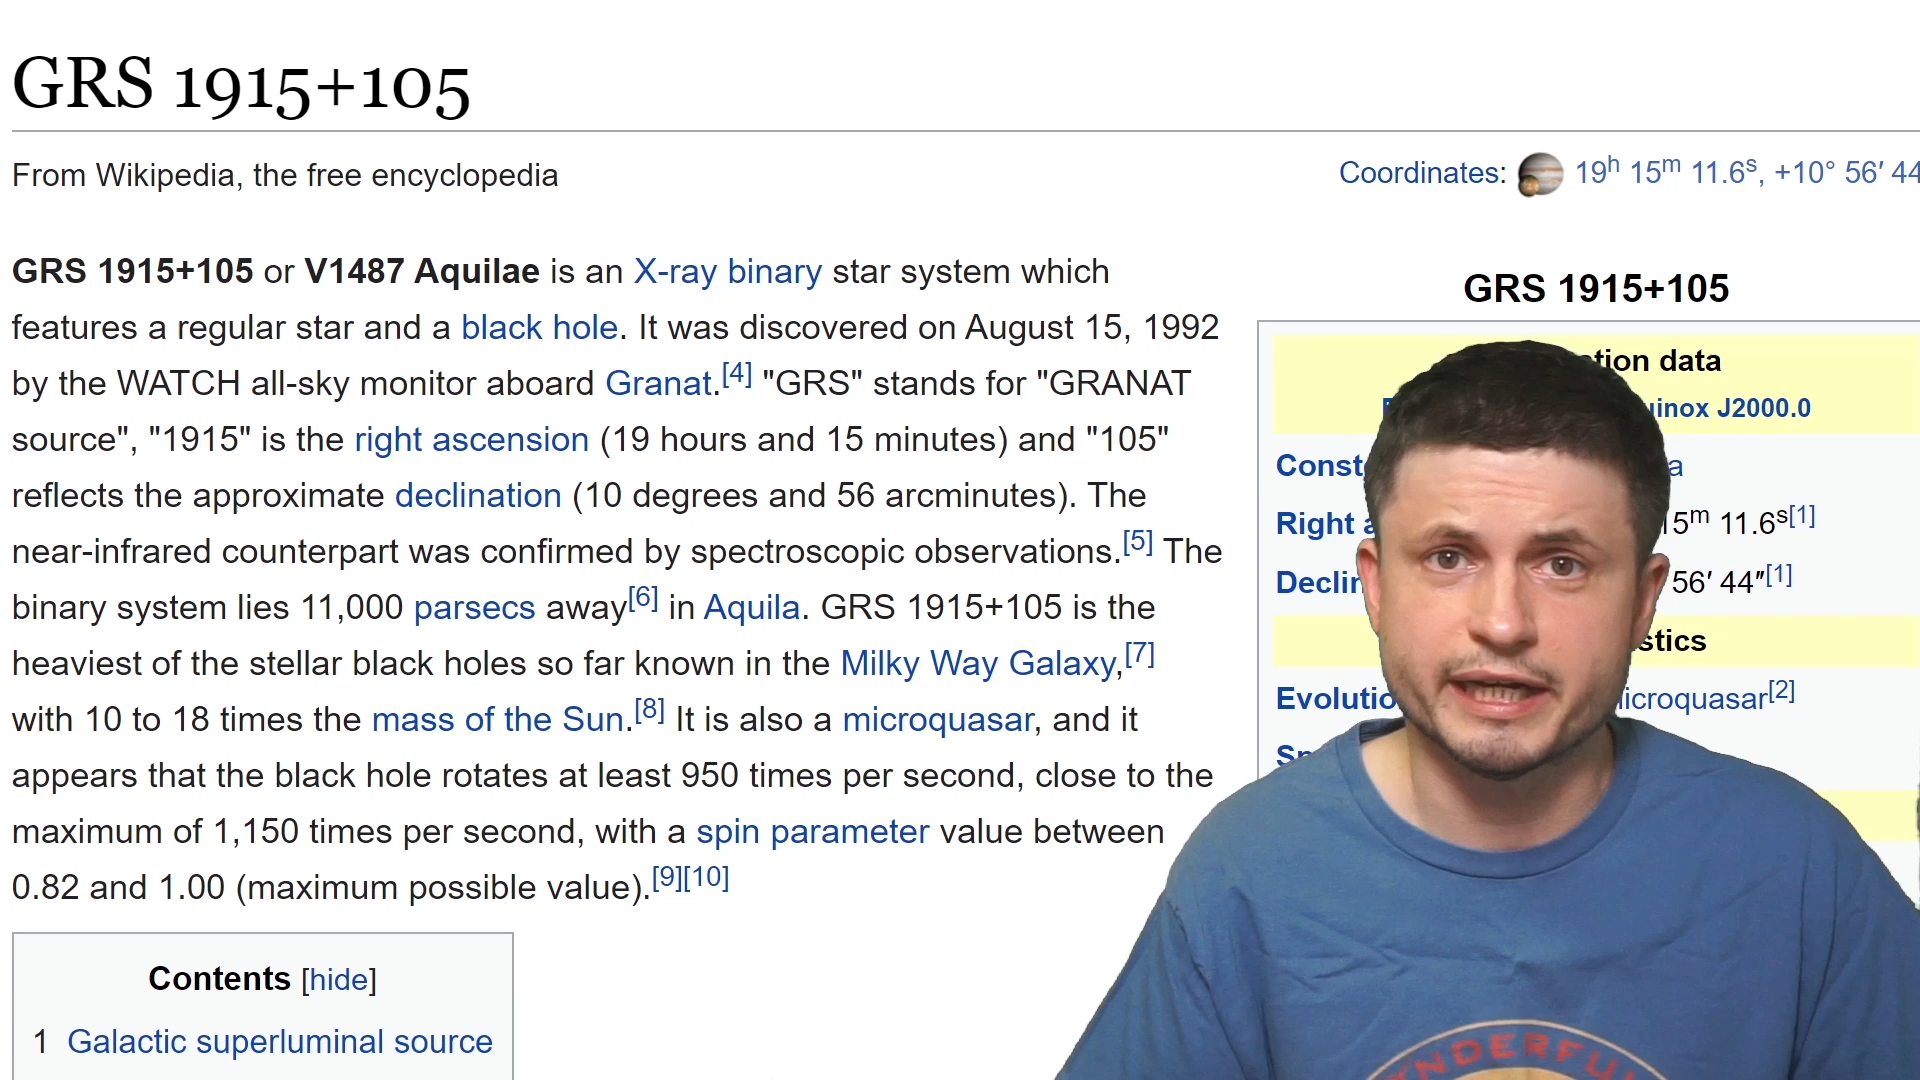 GRS 1915+105
From Wikipedia, the free encyclopedia
Coordinates: 19h 15m 11.6s, +10° 56′ 44
GRS 1915+105 or V1487 Aquilae is an X-ray binary star system which
features a regular star and a black hole. It was discovered on August 15, 1992
by the WATCH all-sky monitor aboard Granat.[4] "GRS" stands for "GRANAT
source", "1915" is the right ascension (19 hours and 15 minutes) and "105"
reflects the approximate declination (10 degrees and 56 arcminutes). The
near-infrared counterpart was confirmed by spectroscopic observations.[5] The
binary system lies 11,000 parsecs away[6] in Aquila. GRS 1915+105 is the
heaviest of the stellar black holes so far known in the Milky Way Galaxy,[7]
with 10 to 18 times the mass of the Sun.[8] It is also a microquasar, and it
appears that the black hole rotates at least 950 times per second, close to the
maximum of 1,150 times per second, with a spin parameter value between
0.82 and 1.00 (maximum possible value).[9][10]
Contents [hide]
1 Galactic superluminal source
GRS 1915+105
data
J2000.0
Right 15m 11.6s[1]
56′ 44″[1]
[2]